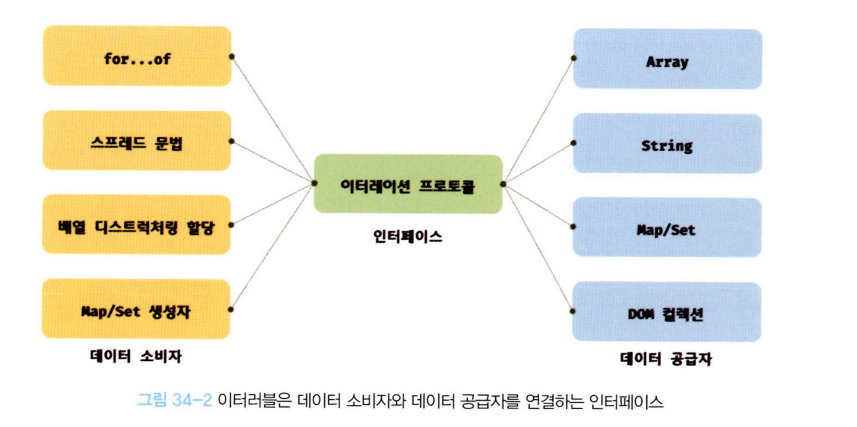 for...of
스프레드 문법
배열 디스트럭처링 할당
Map/Set 생성자
데이터 소비자
이터레이션 프로토콜
인터페이스
Array
String
Map/Set
DOM 컬렉션
데이터 공급자
그림 34-2 이터러블은 데이터 소비자와 데이터 공급자를 연결하는 인터페이스